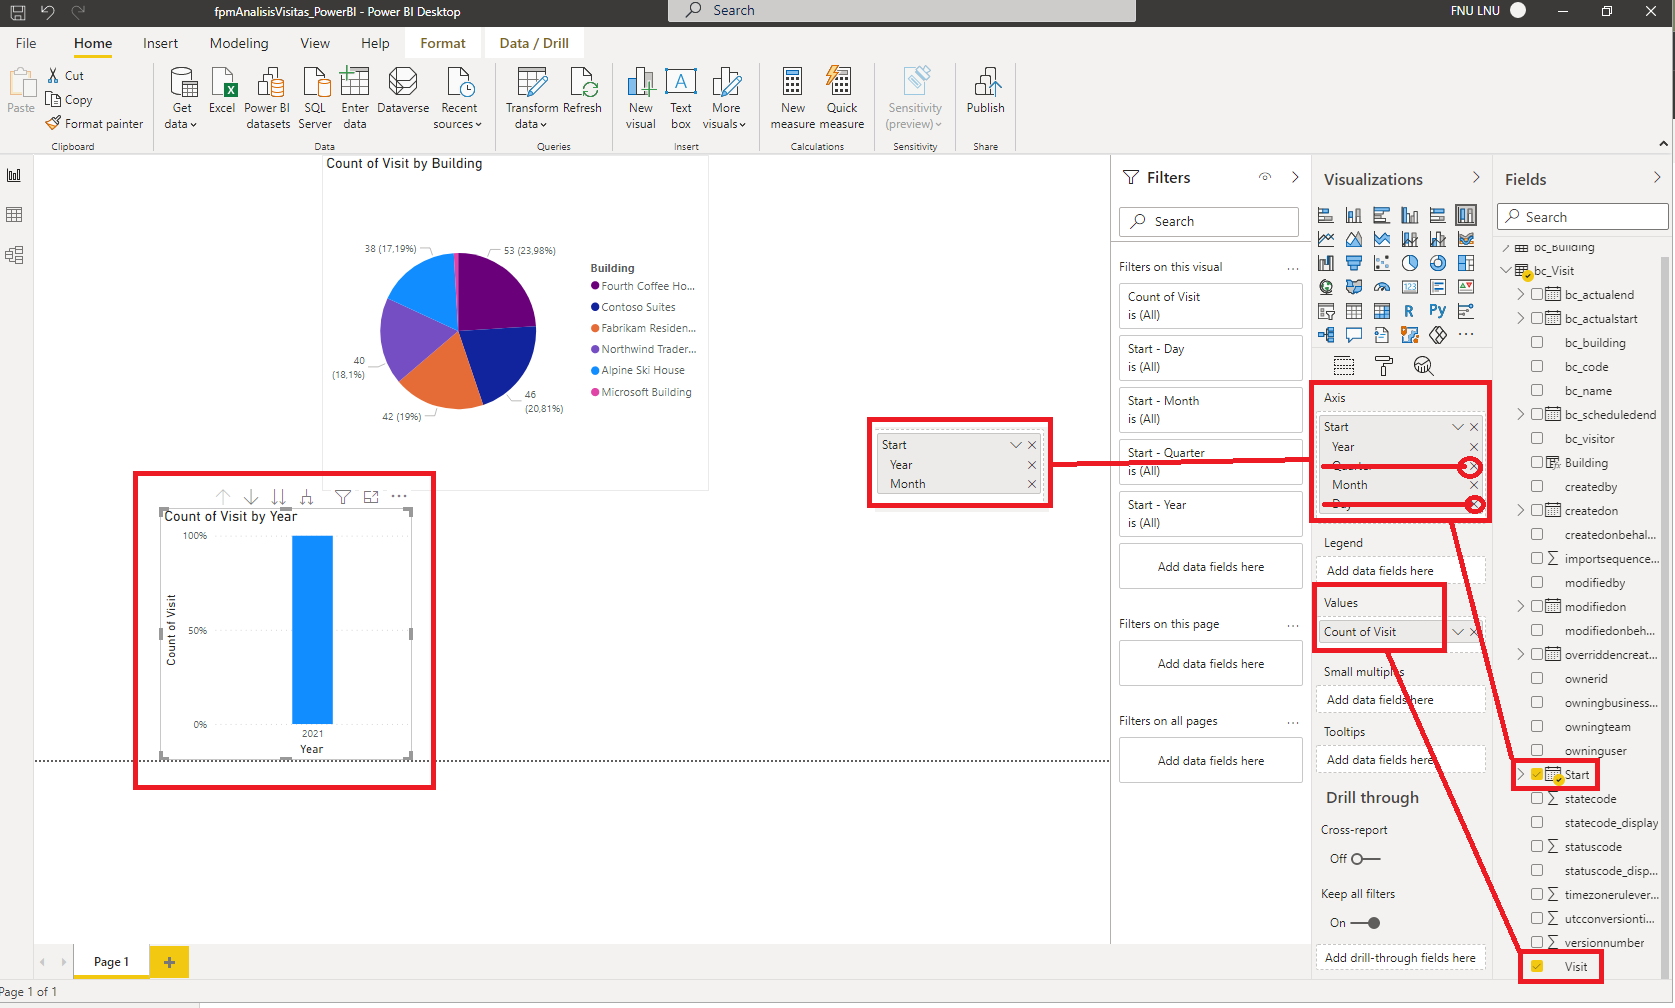 fpmAnalisisVisitas_PowerBI - Power BI Desktop
Search
FNU LNU
File
Home
Insert
Modeling
View
Help
Format
Data / Drill
Paste
Cut
Copy
Format painter
Clipboard
Get data
Excel
Power BI datasets
SQL Server
Enter data
Dataverse
Recent sources
Data
Transform data
Refresh
Queries
New visual
Text box
More visuals
Insert
New measure
Quick measure
Calculations
Sensitivity (preview)
Sensitivity
Publish
Share
Count of Visit by Building
38 (17,19%)
53 (23,98%)
40 (18,1%)
42 (19%)
46 (20,81%)
Building
Fourth Coffee Ho...
Contoso Suites
Fabrikam Residen...
Northwind Trader...
Alpine Ski House
Microsoft Building
Count of Visit by Year
100%
50%
0%
Count of Visit
2021
Year
Start
Year
Month
Filters
Search
Filters on this visual ...
Count of Visit
is (All)
Start - Day
is (All)
Start - Month
is (All)
Start - Quarter
is (All)
Start - Year
is (All)
Add data fields here
Filters on this page ...
Add data fields here
Filters on all pages ...
Add data fields here
Visualizations
123
R
Py
Axis
Start
Year
Quarter
Month
Day
Legend
Add data fields here
Values
Count of Visit
Small multiples
Add data fields here
Tooltips
Add data fields here
Drill through
Cross-report
Off
Keep all filters
On
Add drill-through fields here
Fields
Search
bc_Building
bc_Visit
bc_actualend
bc_actualstart
bc_building
bc_code
bc_name
bc_scheduledend
bc_visitor
Building
createdby
createdon
createdonbehal...
importsequence...
modifiedby
modifiedon
modifiedonbeh...
overriddencreat...
ownerid
owningbusiness...
owningteam
owninguser
Start
statecode
statecode_display
statuscode
statuscode_disp...
timezonerulever...
utcconversionti...
versionnumber
Visit
Page 1
Page 1 of 1